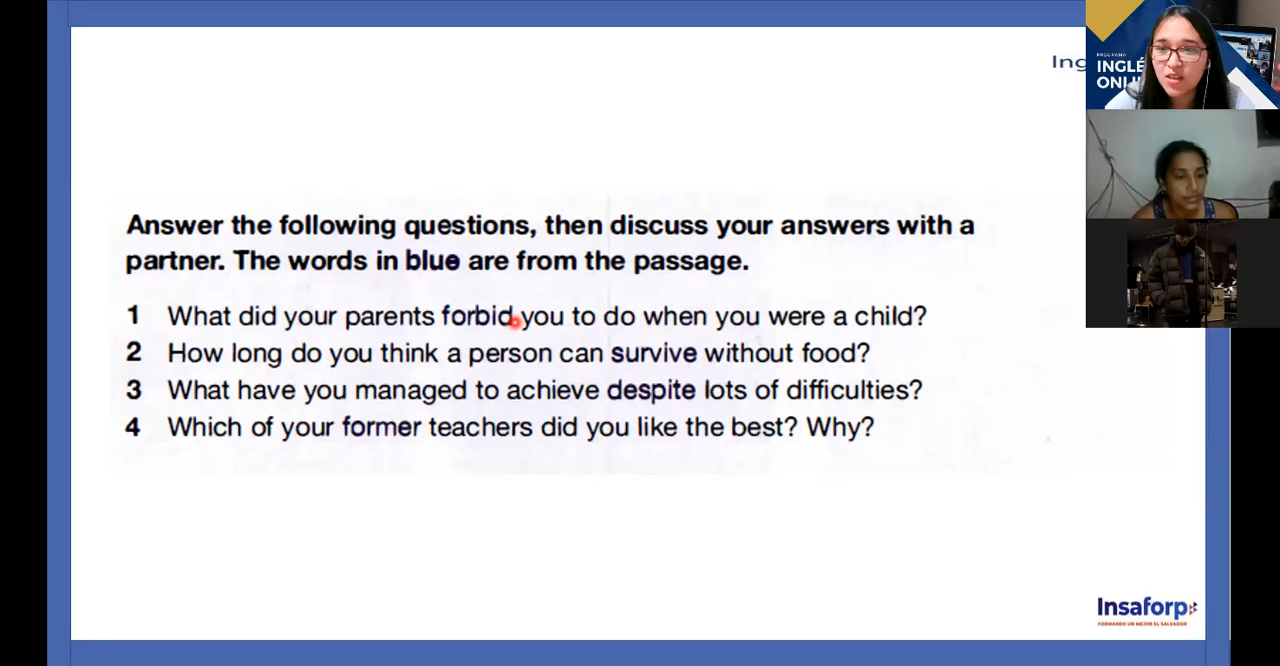 Ing
PROGRAMA
INGLÉ
ONLI
Answer the following questions, then discuss your answers with a
partner. The words in blue are from the passage.
1 What did your parents forbid you to do when you were a child?
2 How long do you think a person can survive without food?
3 What have you managed to achieve despite lots of difficulties?
4 Which of your former teachers did you like the best? Why?
Insaforp
FORMANDO UN MEJOR EL SALVADOR